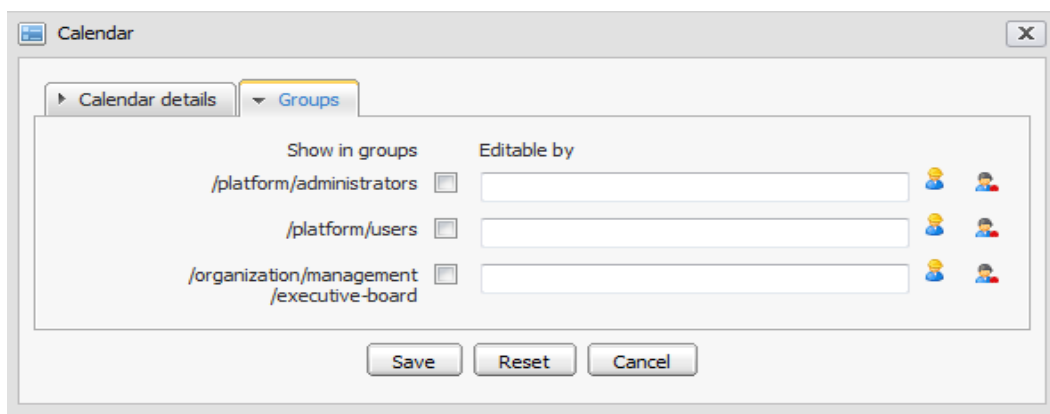 Calendar
Calendar details
Groups
Show in groups
Editable by
/platform/administrators
/platform/users
/organization/management
/executive-board
Save
Reset
Cancel